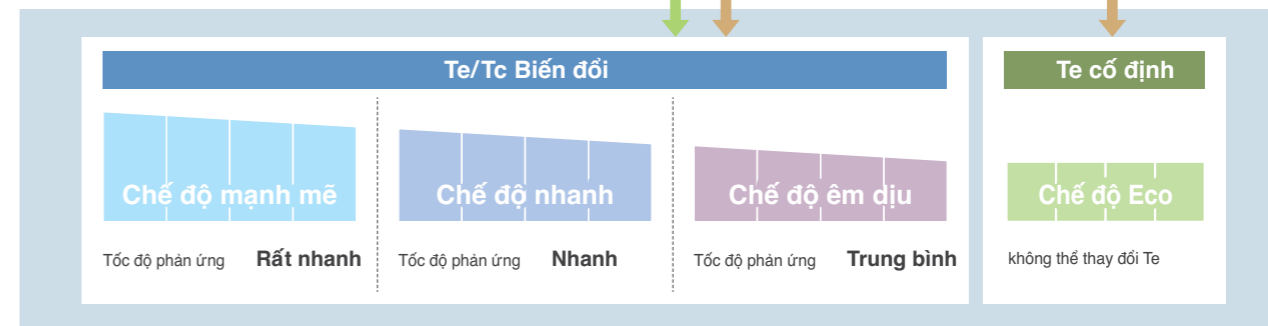 Te/Tc Biến đổi
Chế độ mạnh mẽ
Tốc độ phản ứng Rất nhanh
Chế độ nhanh
Tốc độ phản ứng Nhanh
Chế độ êm dịu
Tốc độ phản ứng Trung bình
Te cố định
Chế độ Eco
không thể thay đổi Te